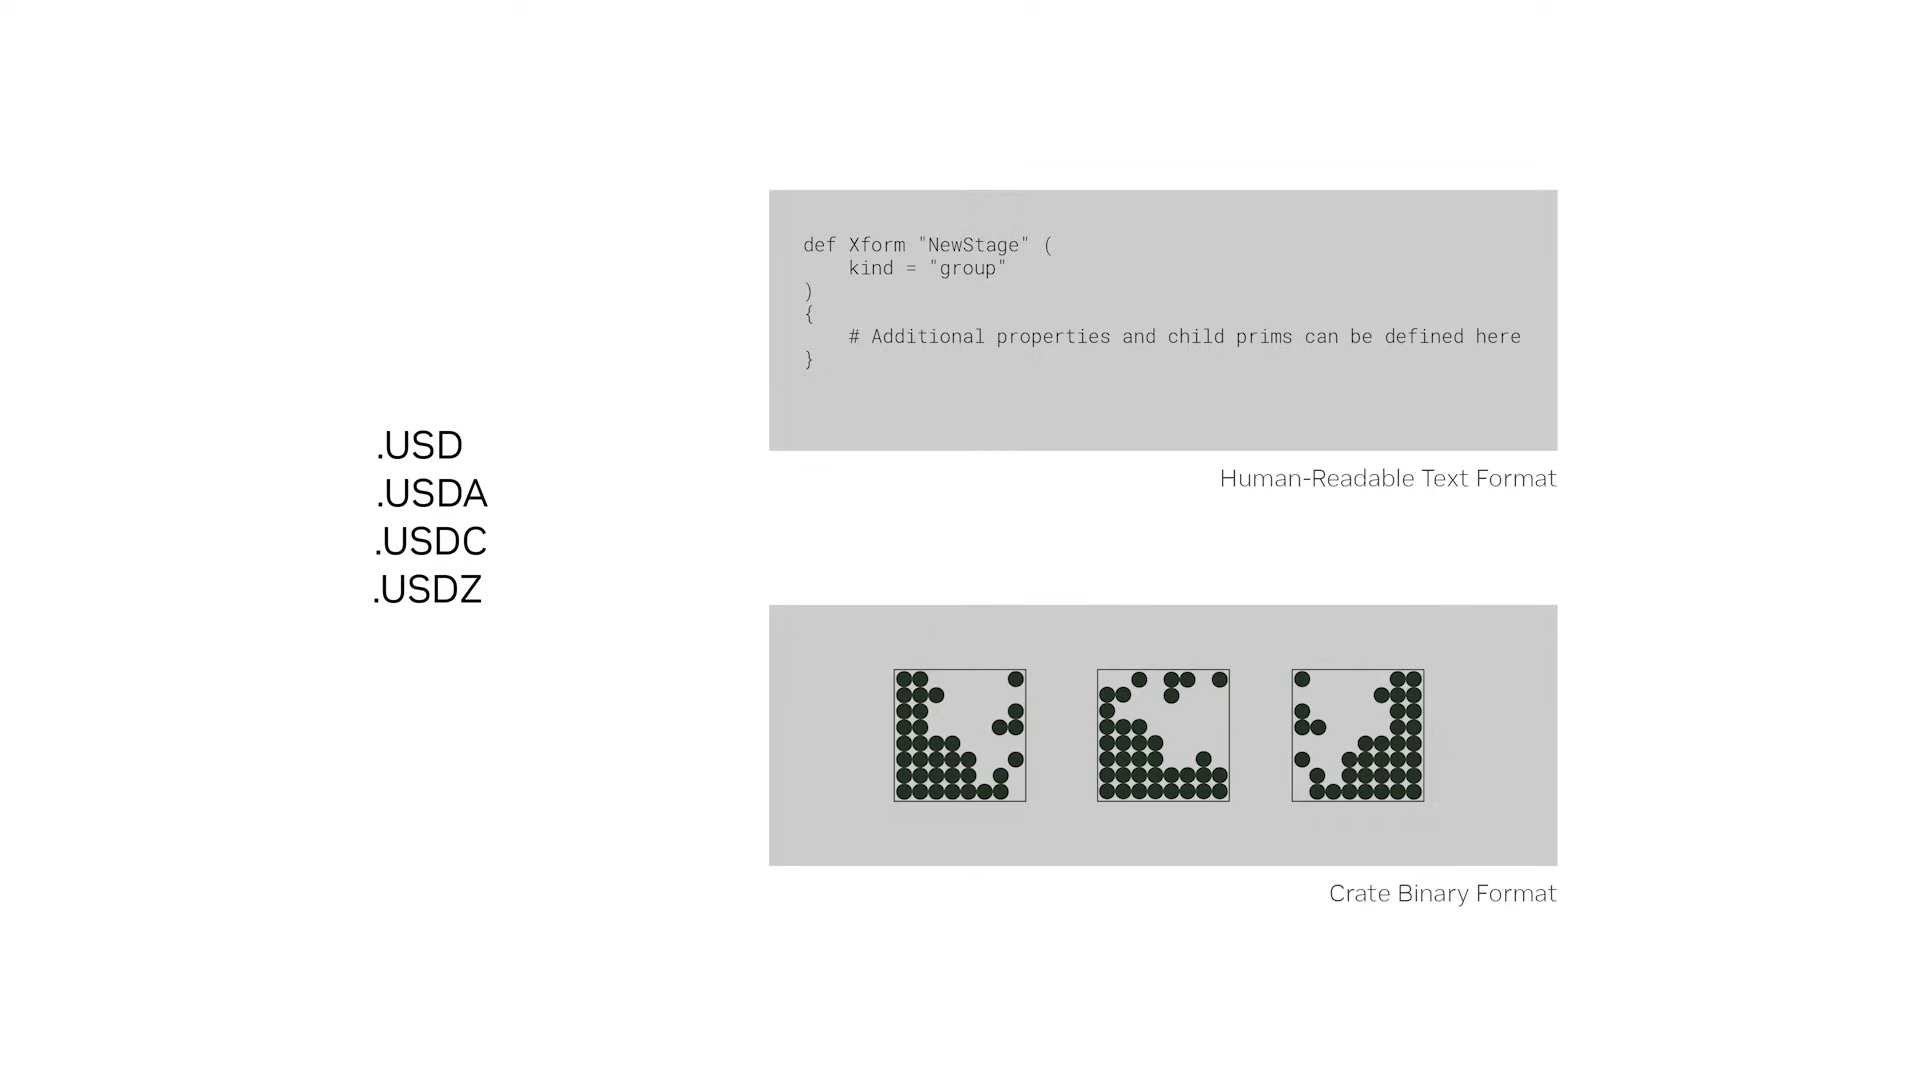 .USD
.USDA
.USDC
.USDZ
def Xform "NewStage" (
    kind = "group"
)
{
    # Additional properties and child prims can be defined here
}
Human-Readable Text Format
Crate Binary Format